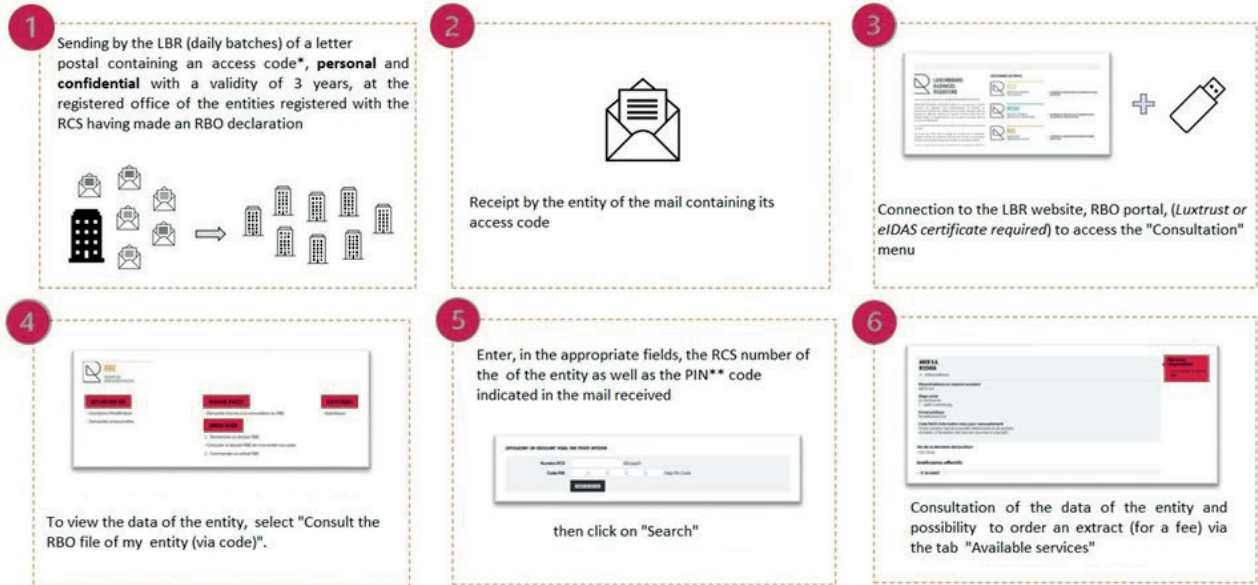 1
Sending by the LBR (daily batches) of a letter
postal containing an access code*, personal and
confidential with a validity of 3 years, at the
registered office of the entities registered with the
RCS having made an RBO declaration
2
Receipt by the entity of the mail containing its
access code
3
LUXEMBOURG
BUSINESS
REGISTERS
Connection to the LBR website, RBO portal, (Luxtrust or
eIDAS certificate required) to access the "Consultation"
menu
4
To view the data of the entity, select "Consult the
RBO file of my entity (via code)".
5
Enter, in the appropriate fields, the RCS number of
the of the entity as well as the PIN** code
indicated in the mail received
Numéro RCS
Code PIN
then click on "Search"
6
Consultation of the data of the entity and
possibility to order an extract (for a fee) via
the tab "Available services"